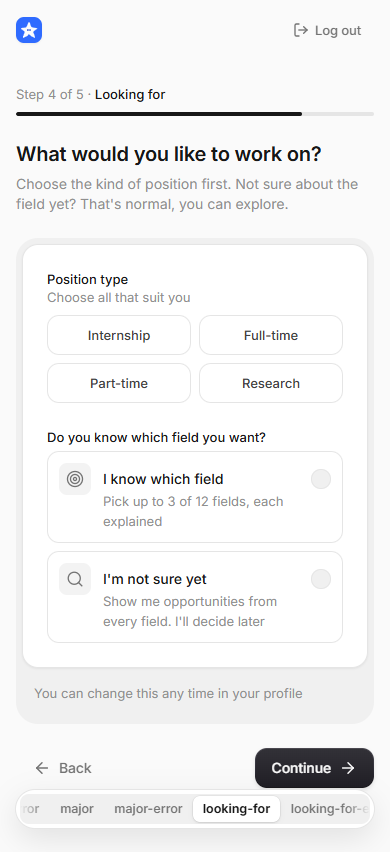 Log out
Step 4 of 5 · Looking for
What would you like to work on?
Choose the kind of position first. Not sure about the
field yet? That's normal, you can explore.
Position type
Choose all that suit you
Internship
Full-time
Part-time
Research
Do you know which field you want?
I know which field
Pick up to 3 of 12 fields, each
explained
I'm not sure yet
Show me opportunities from
every field. I'll decide later
You can change this any time in your profile
Back
Continue
major major-error looking-for looking-for-